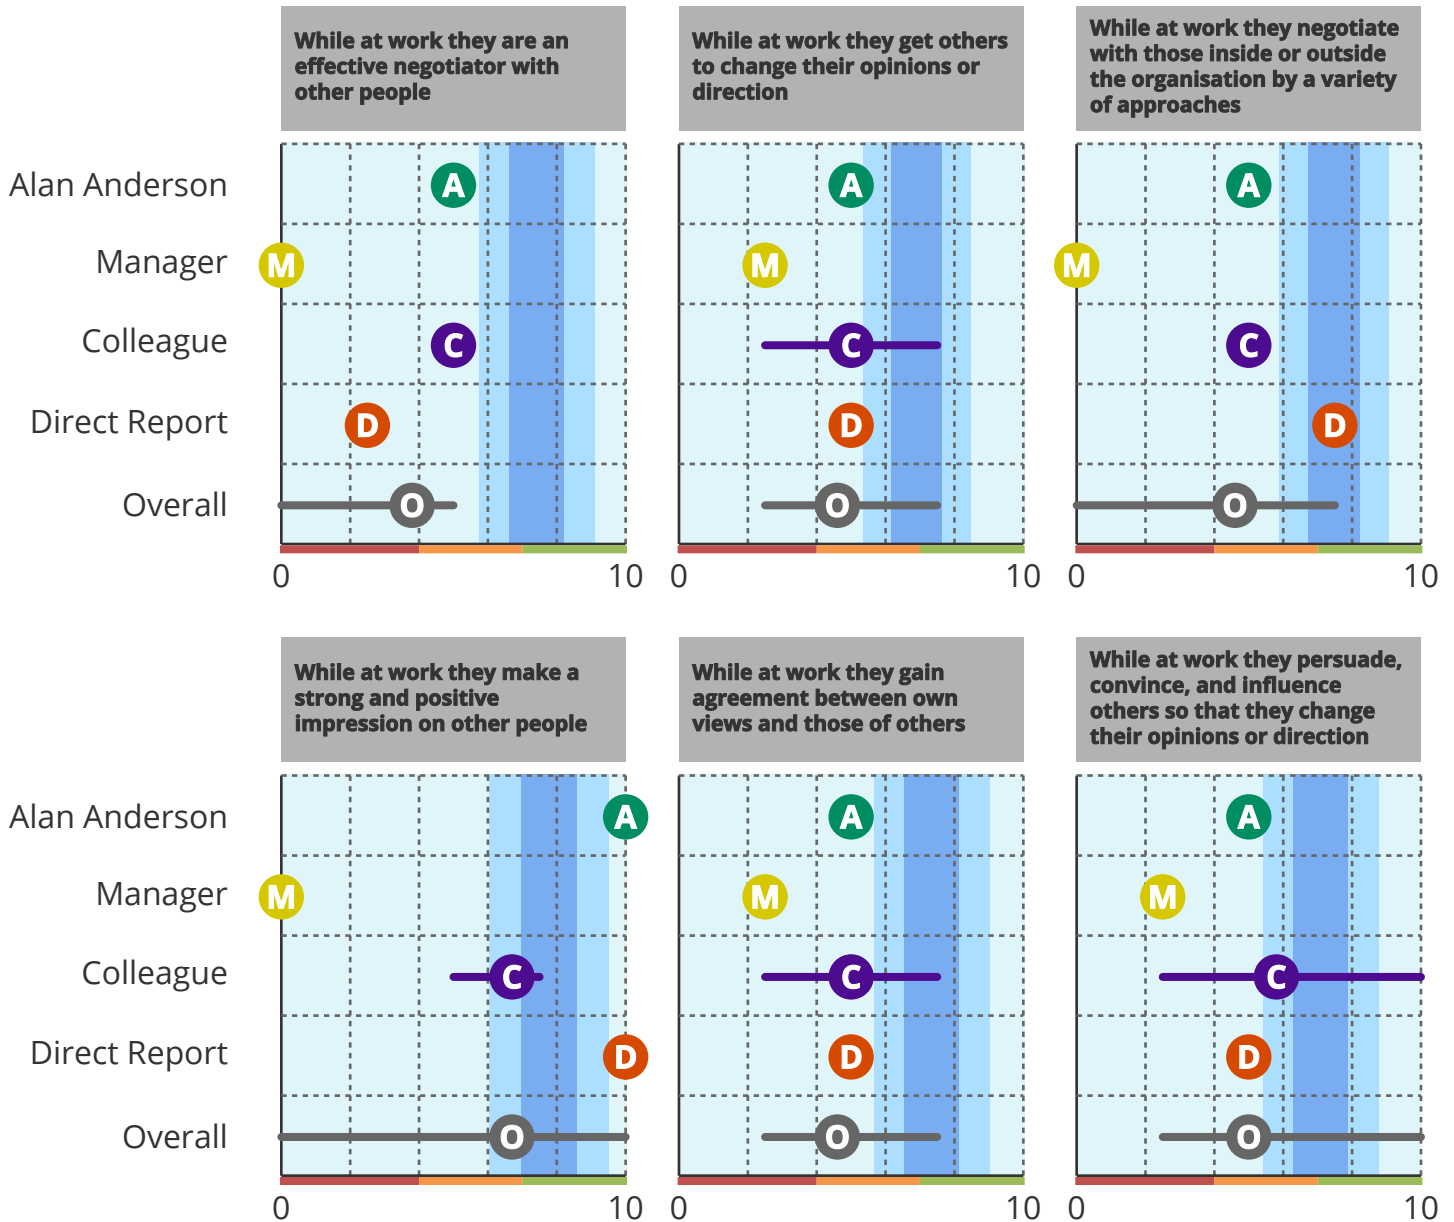 While at work they are an
effective negotiator with
other people
While at work they get others
to change their opinions or
direction
While at work they negotiate
with those inside or outside
the organisation by a variety
of approaches
Alan Anderson
A
A
A
Manager
M
M
M
Colleague
C
C
C
Direct Report
D
D
D
Overall
O
O
O
0
10
0
10
0
10
While at work they make a
strong and positive
impression on other people
While at work they gain
agreement between own
views and those of others
While at work they persuade,
convince, and influence
others so that they change
their opinions or direction
Alan Anderson
A
A
A
Manager
M
M
M
Colleague
C
C
C
Direct Report
D
D
D
Overall
O
O
O
0
10
0
10
0
10